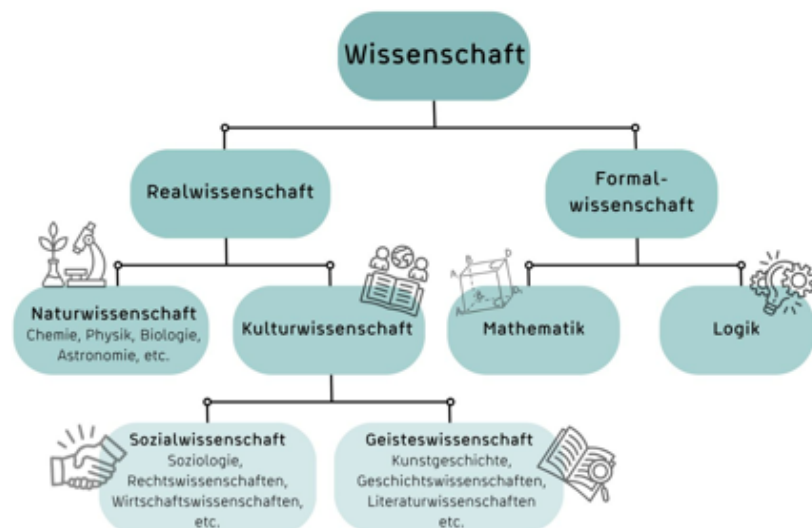 Wissenschaft
Realwissenschaft
Formal-
wissenschaft
Naturwissenschaft
Chemie, Physik, Biologie,
Astronomie, etc.
Kulturwissenschaft
Mathematik
Logik
Sozialwissenschaft
Soziologie,
Rechtswissenschaften,
Wirtschaftswissenschaften,
etc.
Geisteswissenschaft
Kunstgeschichte,
Geschichtswissenschaften,
Literaturwissenschaften
etc.